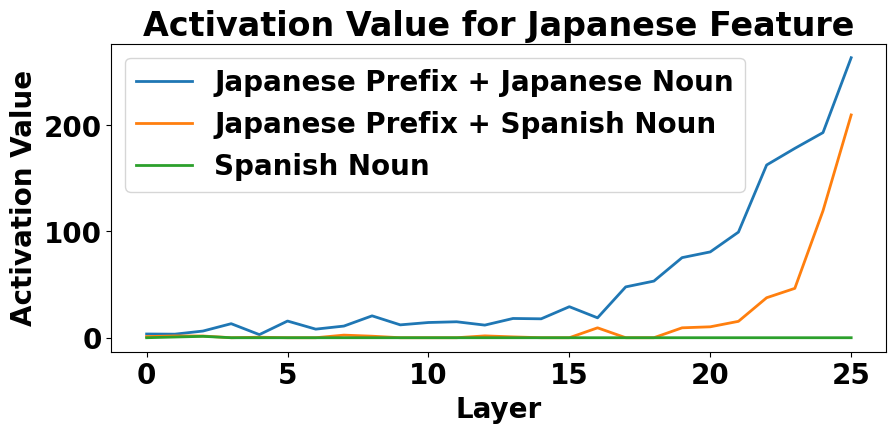 Activation Value for Japanese Feature
Japanese Prefix + Japanese Noun
Japanese Prefix + Spanish Noun
Spanish Noun
Activation Value
200
100
0
0 5 10 15 20 25
Layer